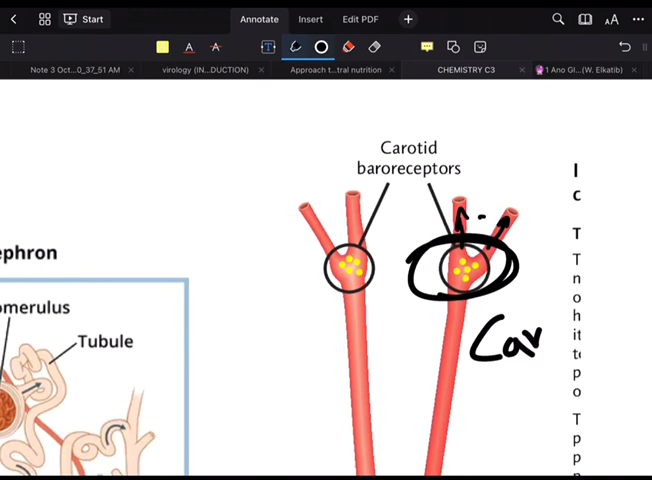 Start
Annotate
Insert
Edit PDF
Note 3 Oct...0_37_51 AM
virology (IN...DUCTION)
Approach t...tral nutrition
CHEMISTRY C3
1 Ano Gl...(W. Elkatib)
Carotid
baroreceptors
ephron
omerulus
Tubule
Car
I
c
T
T
n
o
h
it
p
o
T
p
p